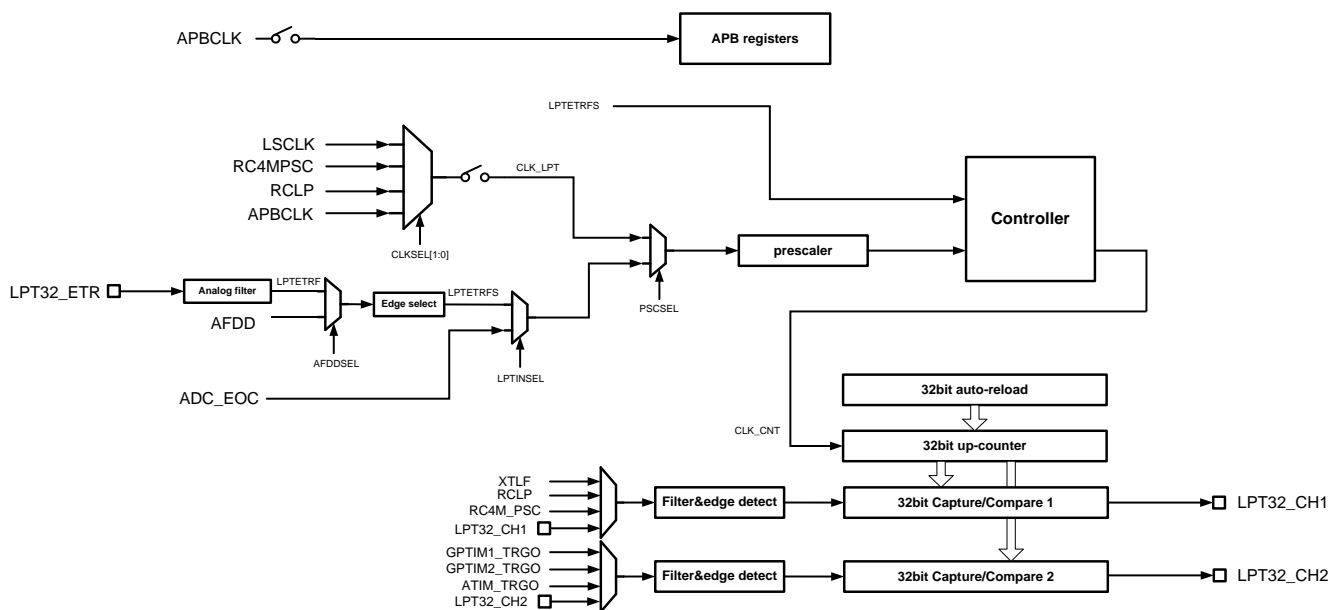 APBCLK
APB registers
LPTETRFS
LSCLK
RC4MPSC
RCLP
APBCLK
CLK_LPT
CLKSEL[1:0]
Controller
prescaler
PSCSEL
LPT32_ETR
Analog filter
LPTETRF
AFDD
AFDDSEL
Edge select
LPTETRFS
LPTINSEL
ADC_EOC
32bit auto-reload
CLK_CNT
32bit up-counter
XTLF
RCLP
RC4M_PSC
LPT32_CH1
Filter&edge detect
32bit Capture/Compare 1
LPT32_CH1
GPTIM1_TRGO
GPTIM2_TRGO
ATIM_TRGO
LPT32_CH2
Filter&edge detect
32bit Capture/Compare 2
LPT32_CH2